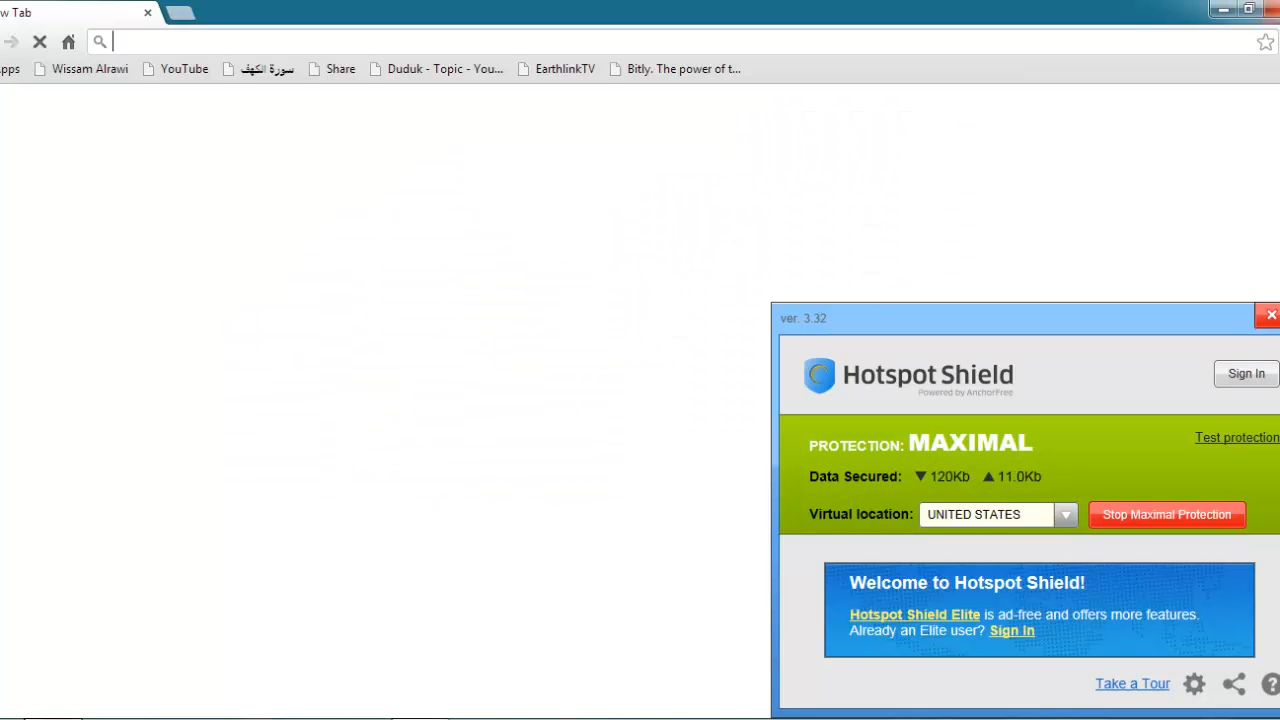 w Tab
pps Wissam Alrawi YouTube سورة الكهف Share Duduk - Topic - You... EarthlinkTV Bitly. The power of t...
ver. 3.32
Hotspot Shield
Powered by AnchorFree
Sign In
PROTECTION: MAXIMAL
Test protection
Data Secured: 120Kb 11.0Kb
Virtual location: UNITED STATES Stop Maximal Protection
Welcome to Hotspot Shield!
Hotspot Shield Elite is ad-free and offers more features.
Already an Elite user? Sign In
Take a Tour